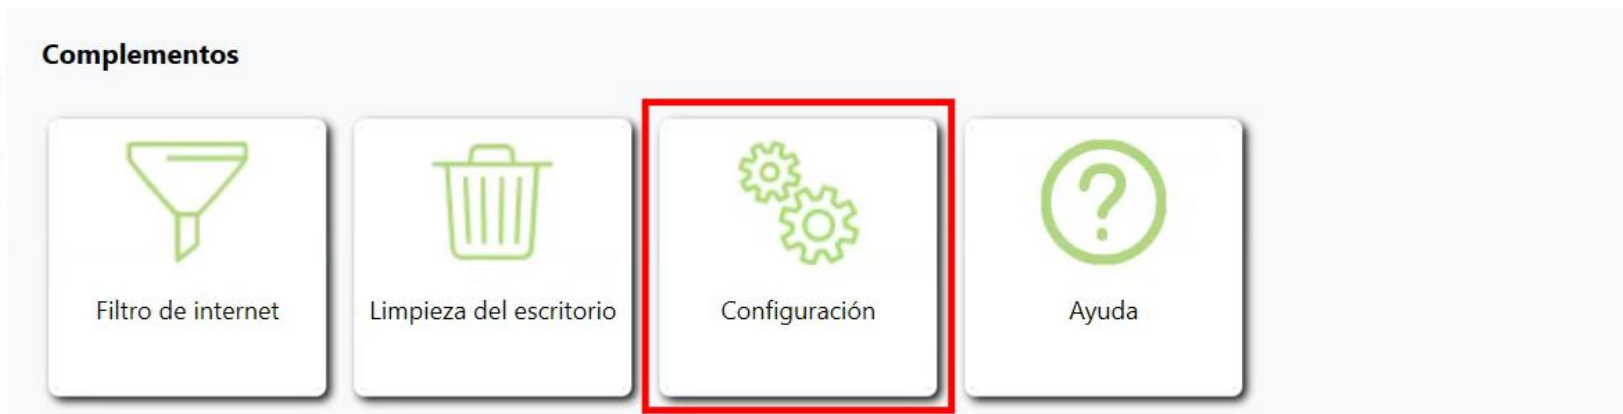 Complementos
Filtro de internet
Limpieza del escritorio
Configuración
Ayuda